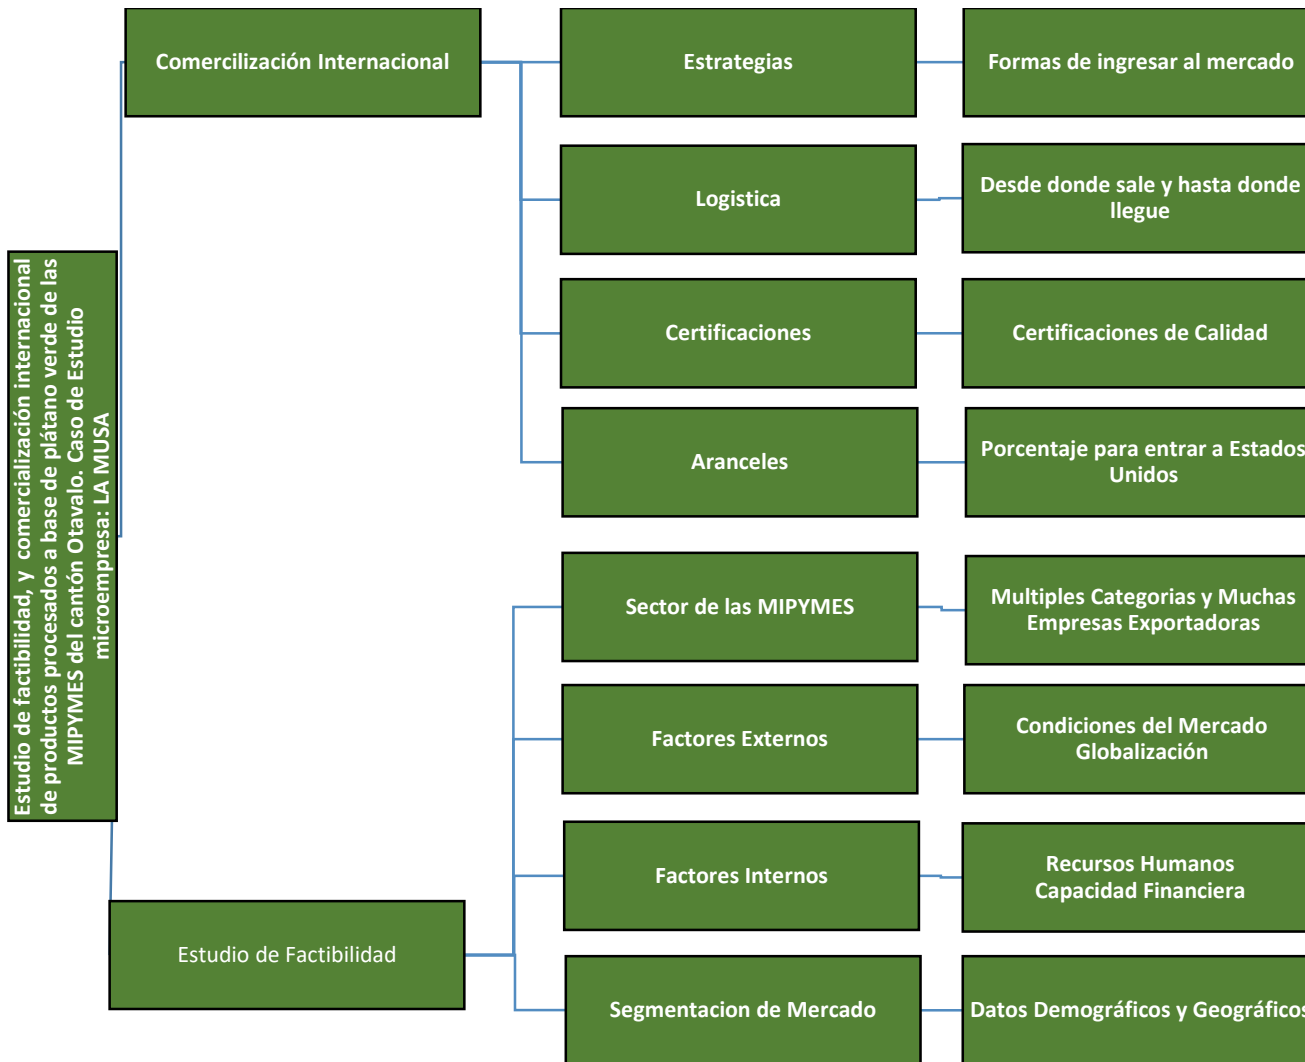 Estudio de factibilidad, y comercialización internacional
de productos procesados a base de plátano verde de las
MIPYMES del cantón Otavalo. Caso de Estudio
microempresa: LA MUSA
Comercilización Internacional
Estrategias
Formas de ingresar al mercado
Logistica
Desde donde sale y hasta donde
llegue
Certificaciones
Certificaciones de Calidad
Aranceles
Porcentaje para entrar a Estados
Unidos
Estudio de Factibilidad
Sector de las MIPYMES
Multiples Categorias y Muchas
Empresas Exportadoras
Factores Externos
Condiciones del Mercado
Globalización
Factores Internos
Recursos Humanos
Capacidad Financiera
Segmentacion de Mercado
Datos Demográficos y Geográficos